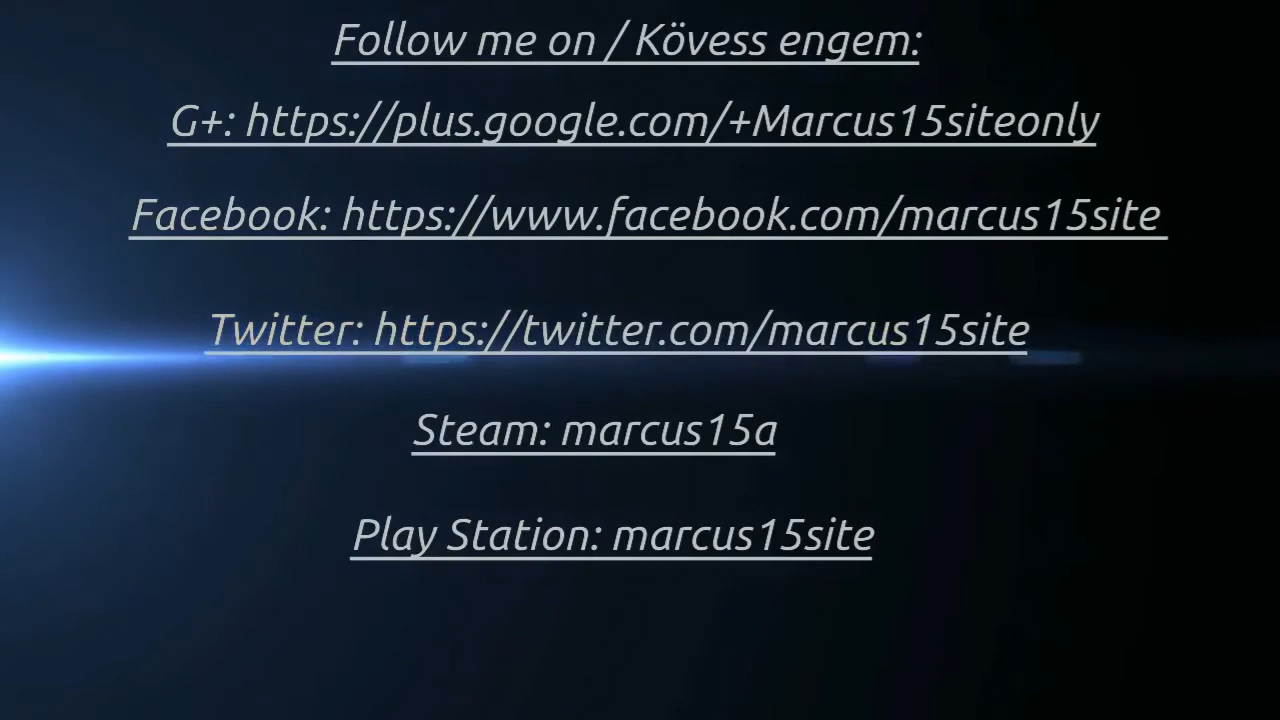 Follow me on / Kövess engem:
G+: https://plus.google.com/+Marcus15siteonly
Facebook: https://www.facebook.com/marcus15site
Twitter: https://twitter.com/marcus15site
Steam: marcus15a
Play Station: marcus15site